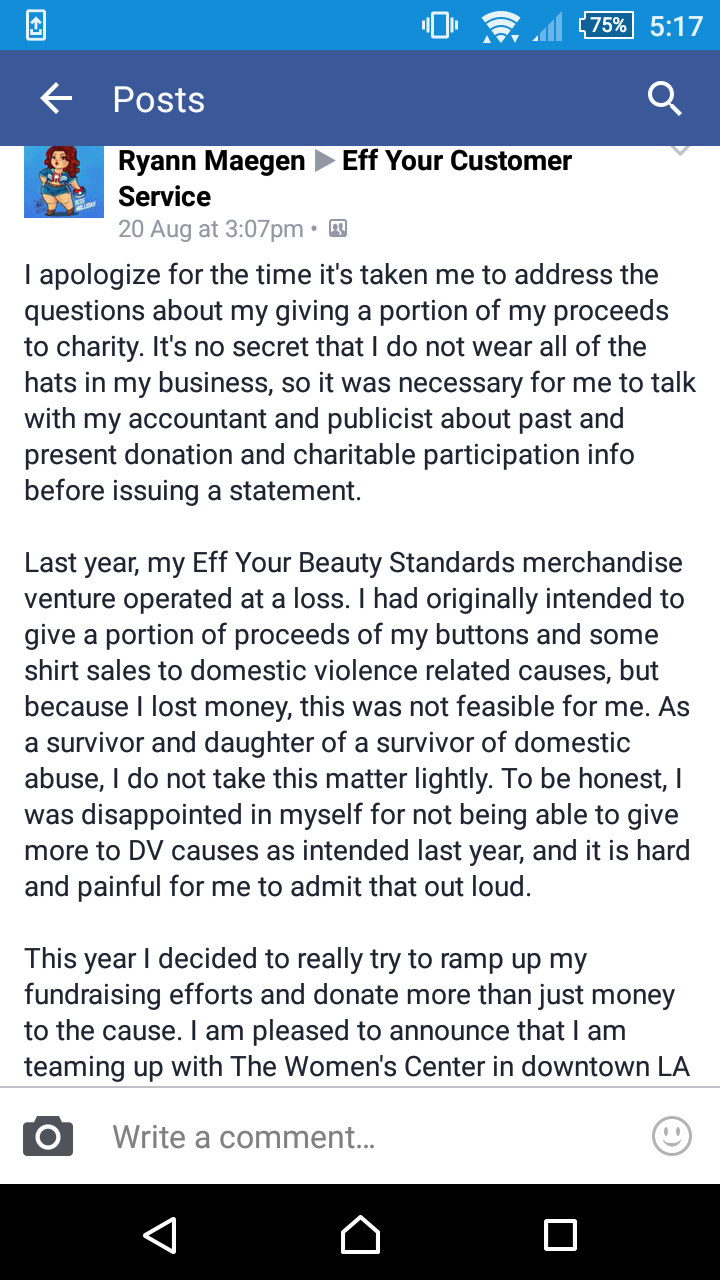 75% 5:17
Posts
Ryann Maegen ▶ Eff Your Customer
Service
20 Aug at 3:07pm •
I apologize for the time it's taken me to address the
questions about my giving a portion of my proceeds
to charity. It's no secret that I do not wear all of the
hats in my business, so it was necessary for me to talk
with my accountant and publicist about past and
present donation and charitable participation info
before issuing a statement.
Last year, my Eff Your Beauty Standards merchandise
venture operated at a loss. I had originally intended to
give a portion of proceeds of my buttons and some
shirt sales to domestic violence related causes, but
because I lost money, this was not feasible for me. As
a survivor and daughter of a survivor of domestic
abuse, I do not take this matter lightly. To be honest, I
was disappointed in myself for not being able to give
more to DV causes as intended last year, and it is hard
and painful for me to admit that out loud.
This year I decided to really try to ramp up my
fundraising efforts and donate more than just money
to the cause. I am pleased to announce that I am
teaming up with The Women's Center in downtown LA
Write a comment...